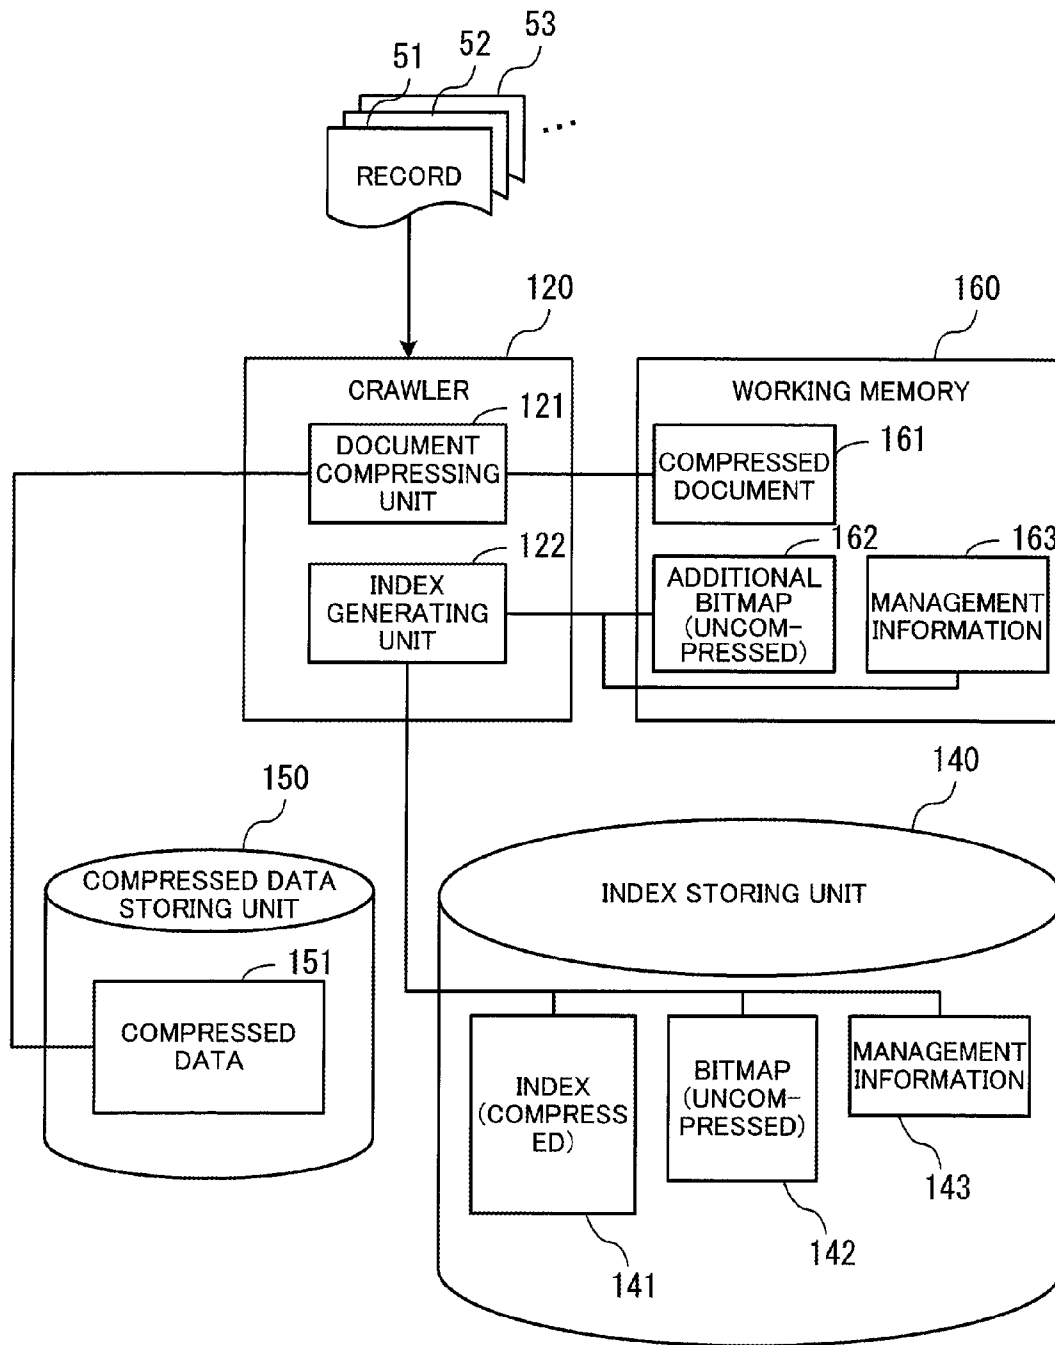 53
52
51
...
RECORD
120
160
CRAWLER
WORKING MEMORY
121
161
DOCUMENT
COMPRESSING
UNIT
COMPRESSED
DOCUMENT
122
162
163
INDEX
GENERATING
UNIT
ADDITIONAL
BITMAP
(UNCOM-
PRESSED)
MANAGEMENT
INFORMATION
150
140
COMPRESSED DATA
STORING UNIT
INDEX STORING UNIT
151
COMPRESSED
DATA
INDEX
(COMPRESS
ED)
BITMAP
(UNCOM-
PRESSED)
MANAGEMENT
INFORMATION
143
142
141